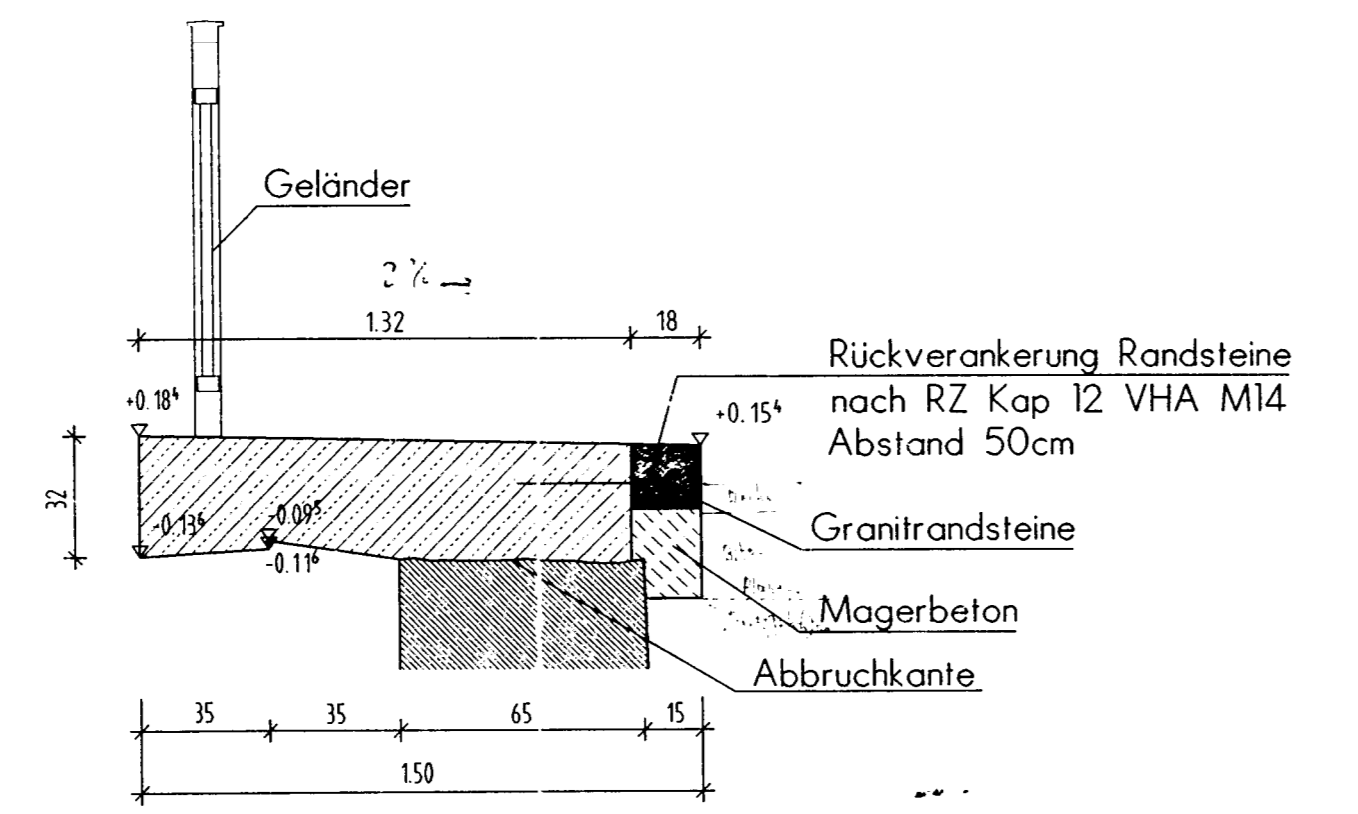 Geländer
2 %
1.32
18
Rückverankerung Randsteine
nach RZ Kap 12 VHA M14
Abstand 50cm
+0.18⁴
+0.15⁴
32
-0.13⁶
-0.09⁵
-0.11⁶
Granitrandsteine
Magerbeton
Abbruchkante
35
35
65
15
1.50